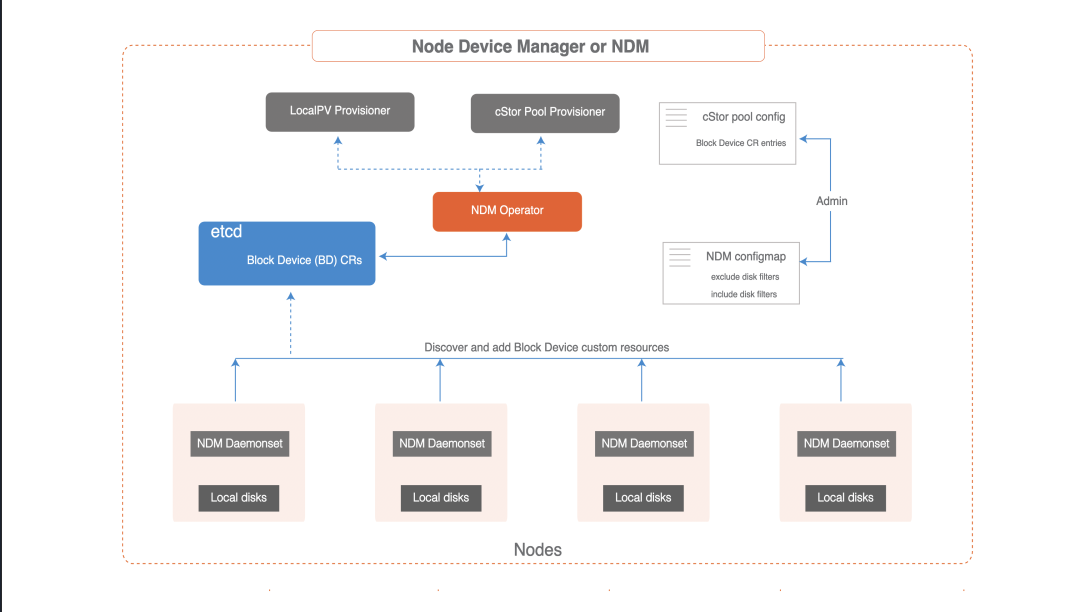 Node Device Manager or NDM
LocalPV Provisioner
cStor Pool Provisioner
cStor pool config
Block Device CR entries
Admin
NDM Operator
etcd
Block Device (BD) CRs
NDM configmap
exclude disk filters
include disk filters
Discover and add Block Device custom resources
NDM Daemonset
Local disks
NDM Daemonset
Local disks
NDM Daemonset
Local disks
NDM Daemonset
Local disks
Nodes